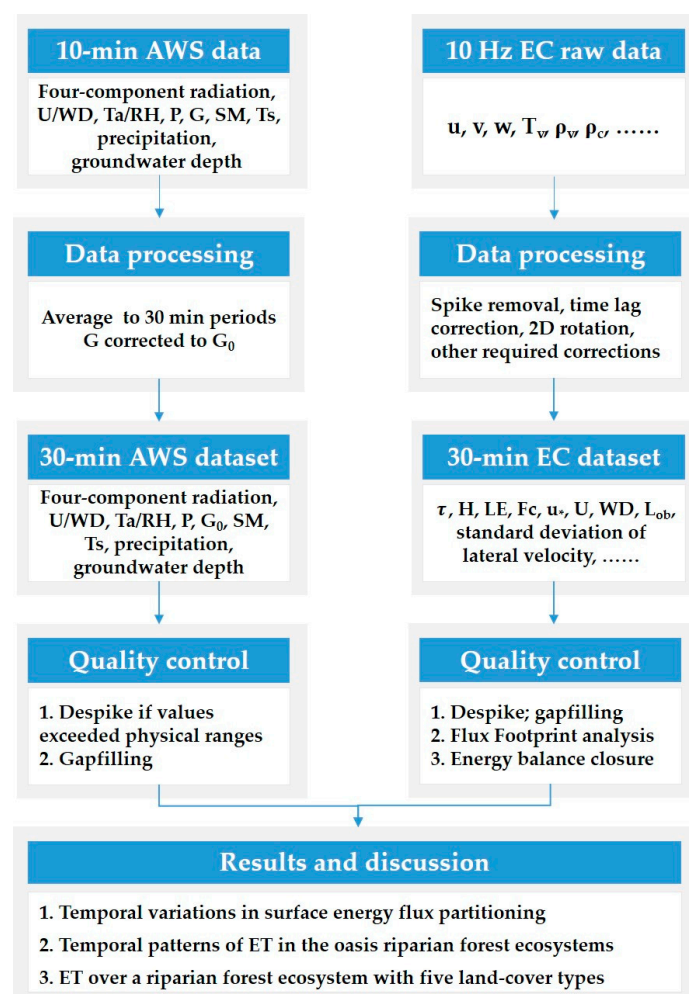 10-min AWS data
Four-component radiation,
U/WD, Ta/RH, P, G, SM, Ts,
precipitation,
groundwater depth
10 Hz EC raw data
u, v, w, Tᵥ, ρᵥ, ρ꜀, ……
Data processing
Average to 30 min periods
G corrected to G₀
Data processing
Spike removal, time lag
correction, 2D rotation,
other required corrections
30-min AWS dataset
Four-component radiation,
U/WD, Ta/RH, P, G₀, SM,
Ts, precipitation,
groundwater depth
30-min EC dataset
τ, H, LE, Fc, u*, U, WD, L_ob,
standard deviation of
lateral velocity, ……
Quality control
1. Despike if values
exceeded physical ranges
2. Gapfilling
Quality control
1. Despike; gapfilling
2. Flux Footprint analysis
3. Energy balance closure
Results and discussion
1. Temporal variations in surface energy flux partitioning
2. Temporal patterns of ET in the oasis riparian forest ecosystems
3. ET over a riparian forest ecosystem with five land-cover types